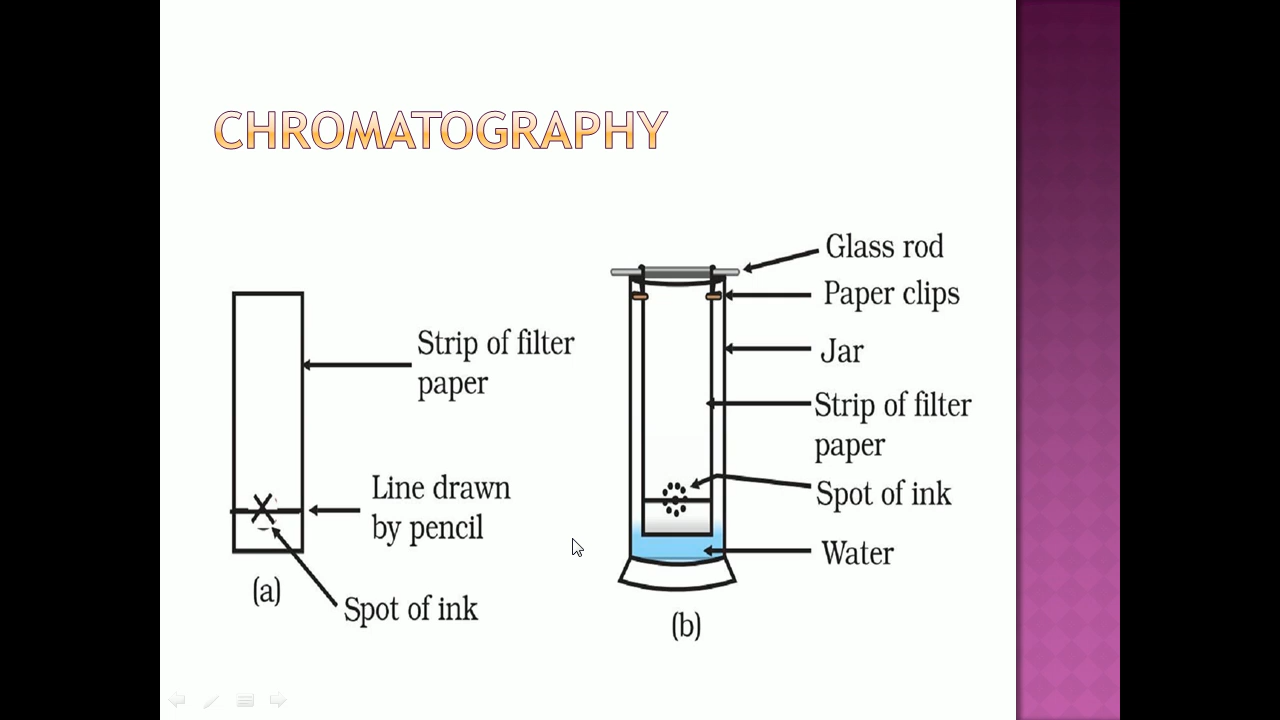 CHROMATOGRAPHY
Strip of filter
paper
Line drawn
by pencil
Spot of ink
(a)
Glass rod
Paper clips
Jar
Strip of filter
paper
Spot of ink
Water
(b)